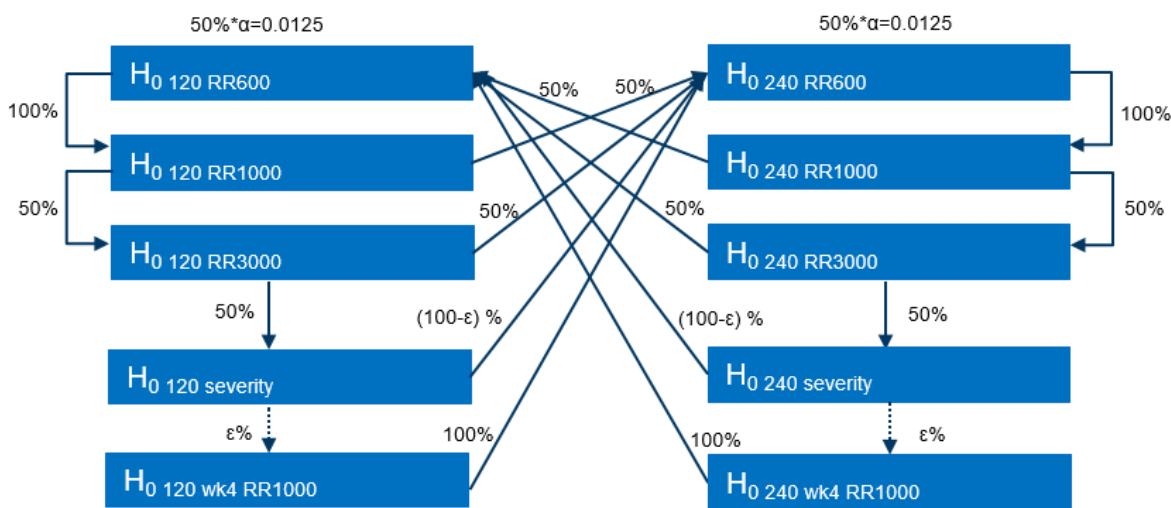 50%*α=0.0125
50%*α=0.0125
H0 120 RR600
H0 240 RR600
100%
50%
50%
100%
H0 120 RR1000
H0 240 RR1000
50%
50%
50%
50%
H0 120 RR3000
H0 240 RR3000
50%
(100-ε) %
(100-ε) %
50%
H0 120 severity
H0 240 severity
ε%
100%
100%
ε%
H0 120 wk4 RR1000
H0 240 wk4 RR1000